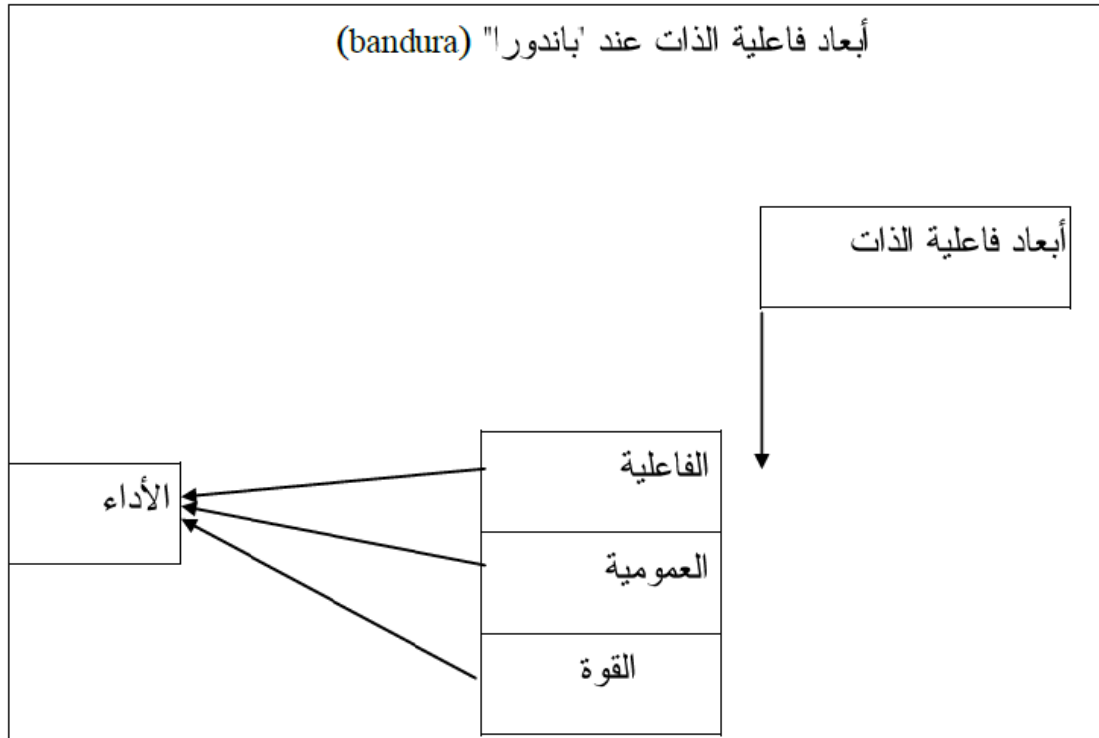 أبعاد فاعلية الذات عند 'باندورا" (bandura)
أبعاد فاعلية الذات
الفاعلية
الأداء
العمومية
القوة